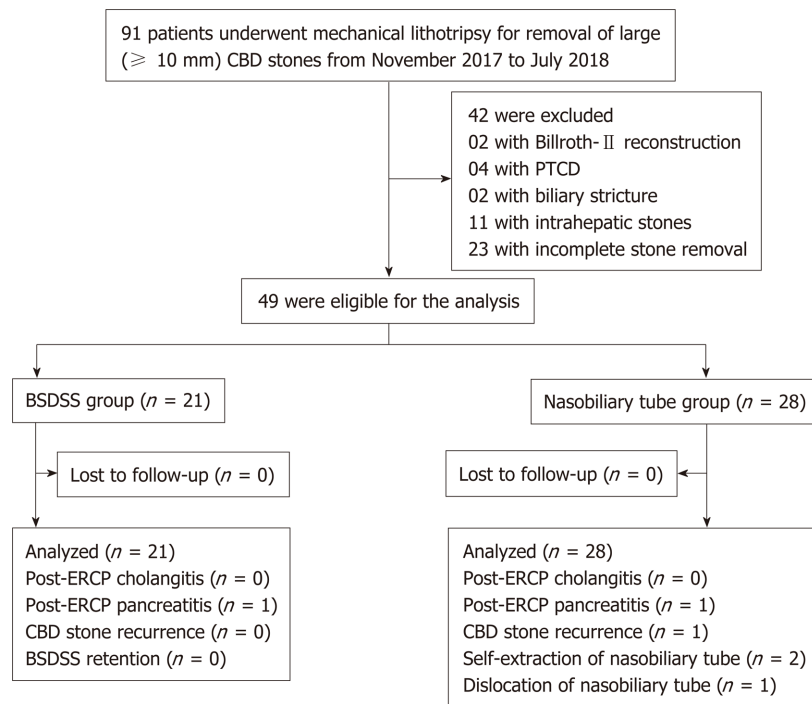 91 patients underwent mechanical lithotripsy for removal of large
(⩾ 10 mm) CBD stones from November 2017 to July 2018
42 were excluded
02 with Billroth-Ⅱ reconstruction
04 with PTCD
02 with biliary stricture
11 with intrahepatic stones
23 with incomplete stone removal
49 were eligible for the analysis
BSDSS group (n = 21)
Nasobiliary tube group (n = 28)
Lost to follow-up (n = 0)
Lost to follow-up (n = 0)
Analyzed (n = 21)
Post-ERCP cholangitis (n = 0)
Post-ERCP pancreatitis (n = 1)
CBD stone recurrence (n = 0)
BSDSS retention (n = 0)
Analyzed (n = 28)
Post-ERCP cholangitis (n = 0)
Post-ERCP pancreatitis (n = 1)
CBD stone recurrence (n = 1)
Self-extraction of nasobiliary tube (n = 2)
Dislocation of nasobiliary tube (n = 1)